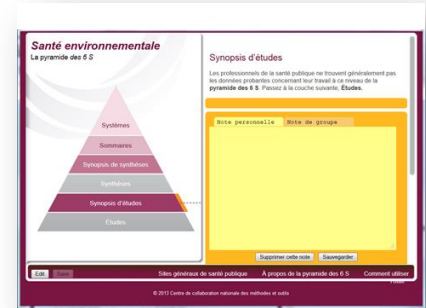 Santé environnementale
La pyramide des 6 S
Systèmes
Sommaires
Synopsis de synthèses
Synthèses
Synopsis d'études
Études
Synopsis d'études
Les professionnels de la santé publique ne trouvent généralement pas
les données probantes concernant leur travail à ce niveau de la
pyramide des 6 S. Passez à la couche suivante, Études.
Note personnelle
Note de groupe
Supprimer cette note
Sauvegarder
Edit
Save
Sites généraux de santé publique
À propos de la pyramide des 6 S
Comment utiliser
© 2013 Centre de collaboration nationale des méthodes et outils